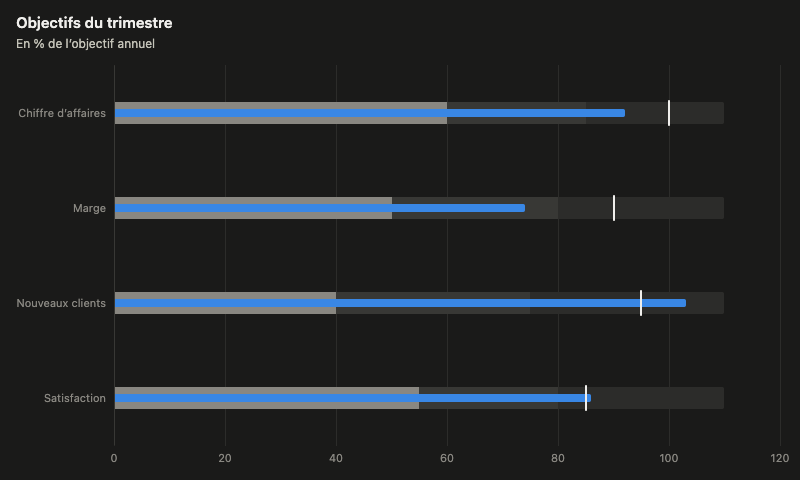 Objectifs du trimestre
En % de l'objectif annuel
Chiffre d'affaires
Marge
Nouveaux clients
Satisfaction
0 20 40 60 80 100 120